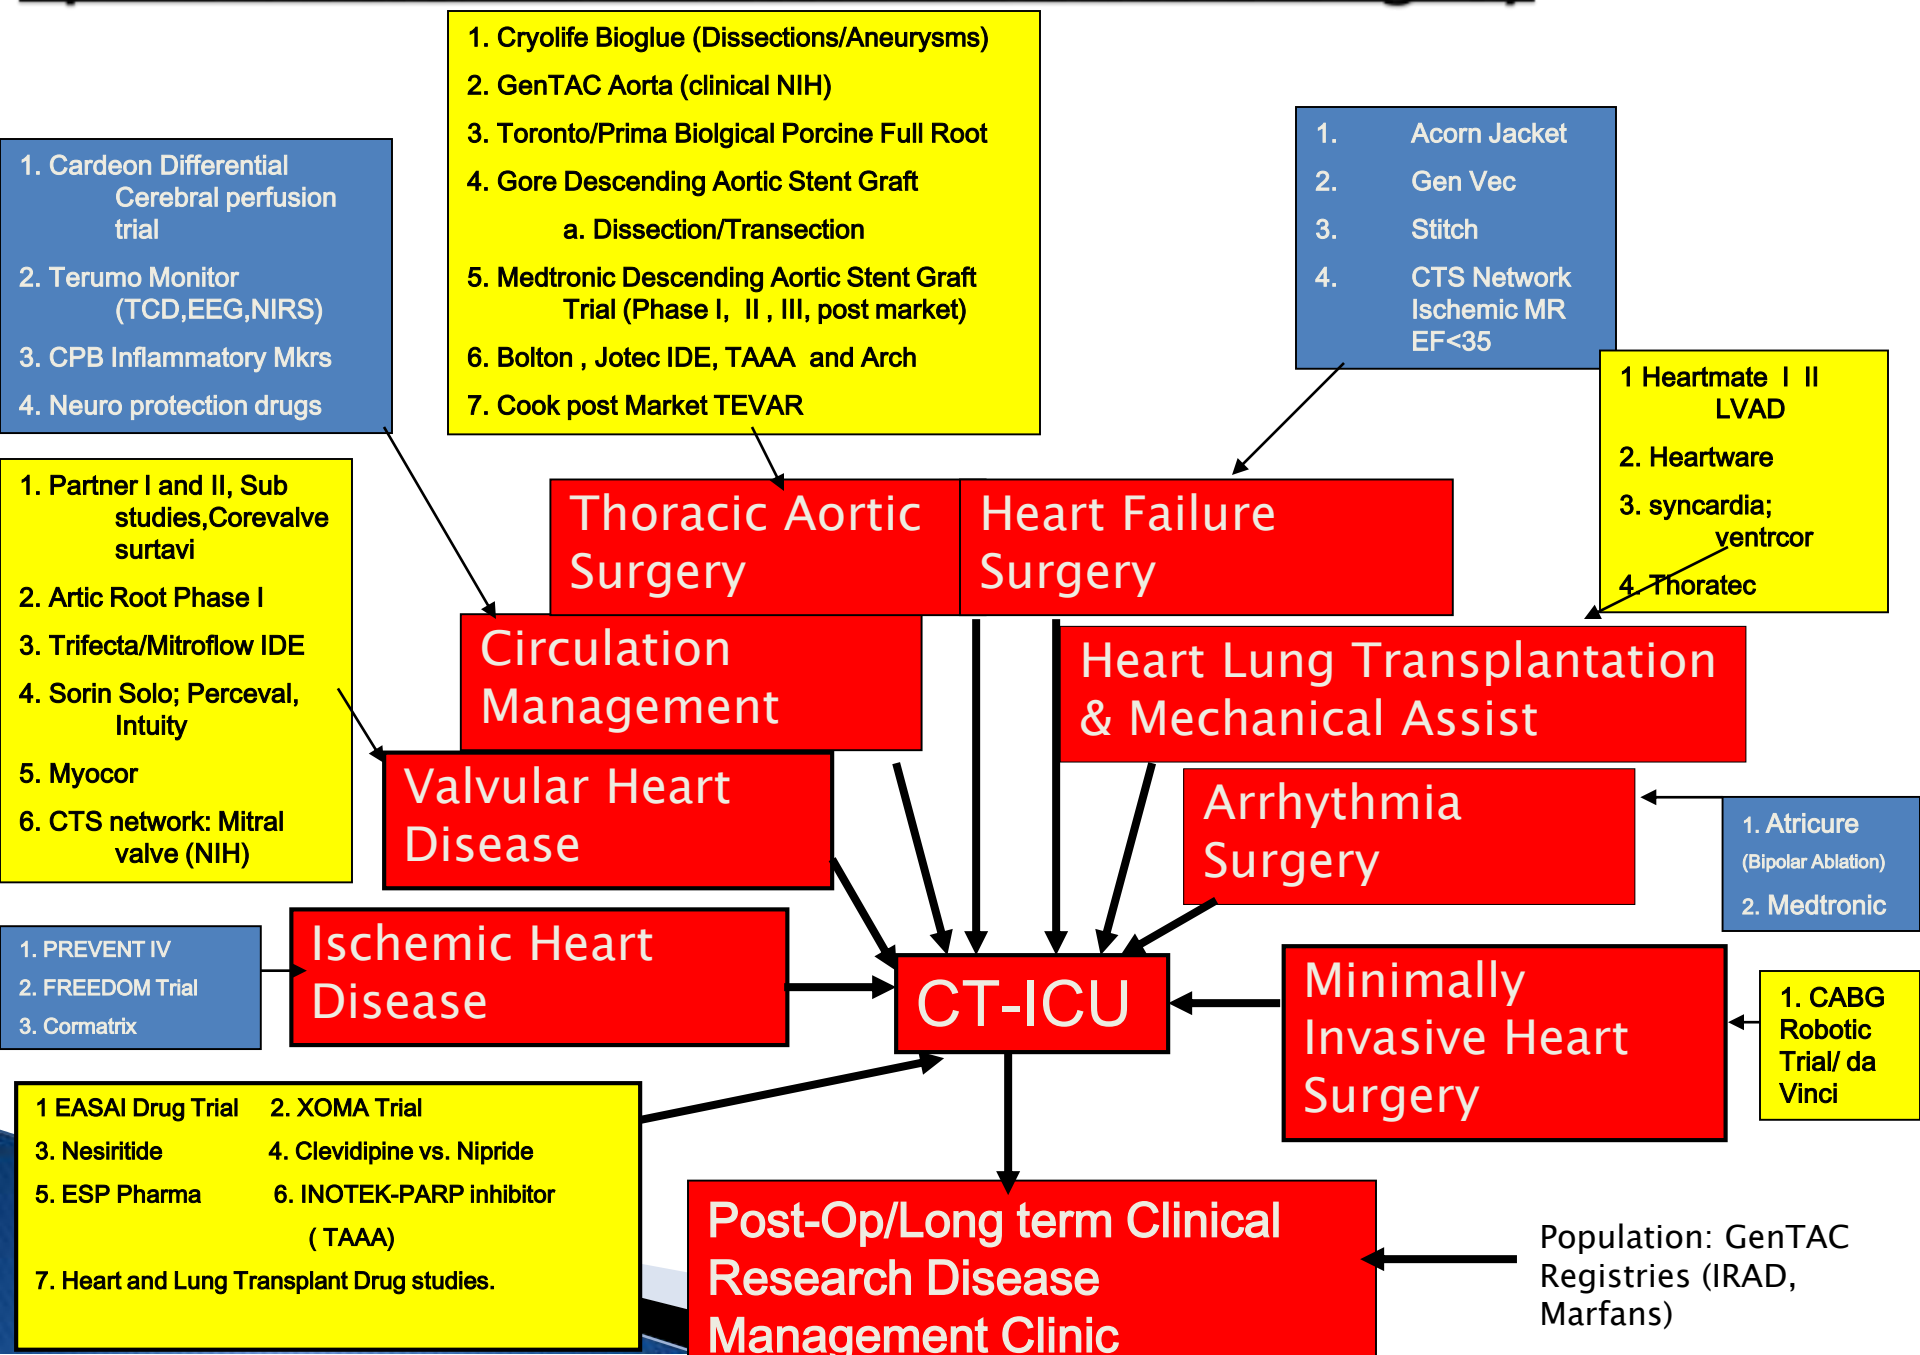 1. Cryolife Bioglue (Dissections/Aneurysms)
2. GenTAC Aorta (clinical NIH)
3. Toronto/Prima Biolgical Porcine Full Root
4. Gore Descending Aortic Stent Graft
a. Dissection/Transection
5. Medtronic Descending Aortic Stent Graft
Trial (Phase I, II , III, post market)
6. Bolton , Jotec IDE, TAAA and Arch
7. Cook post Market TEVAR
1. Cardeon Differential
Cerebral perfusion
trial
2. Terumo Monitor
(TCD,EEG,NIRS)
3. CPB Inflammatory Mkrs
4. Neuro protection drugs
1. Acorn Jacket
2. Gen Vec
3. Stitch
4. CTS Network
Ischemic MR
EF<35
1 Heartmate I II
LVAD
2. Heartware
3. syncardia;
ventrcor
4. Thoratec
1. Partner I and II, Sub
studies,Corevalve
surtavi
2. Artic Root Phase I
3. Trifecta/Mitroflow IDE
4. Sorin Solo; Perceval,
Intuity
5. Myocor
6. CTS network: Mitral
valve (NIH)
Thoracic Aortic
Surgery
Heart Failure
Surgery
Circulation
Management
Heart Lung Transplantation
& Mechanical Assist
Valvular Heart
Disease
Arrhythmia
Surgery
1. Atricure
(Bipolar Ablation)
2. Medtronic
1. PREVENT IV
2. FREEDOM Trial
3. Cormatrix
Ischemic Heart
Disease
CT-ICU
Minimally
Invasive Heart
Surgery
1. CABG
Robotic
Trial/ da
Vinci
1 EASAI Drug Trial 2. XOMA Trial
3. Nesiritide 4. Clevidipine vs. Nipride
5. ESP Pharma 6. INOTEK-PARP inhibitor
( TAAA)
7. Heart and Lung Transplant Drug studies.
Post-Op/Long term Clinical
Research Disease
Management Clinic
Population: GenTAC
Registries (IRAD,
Marfans)